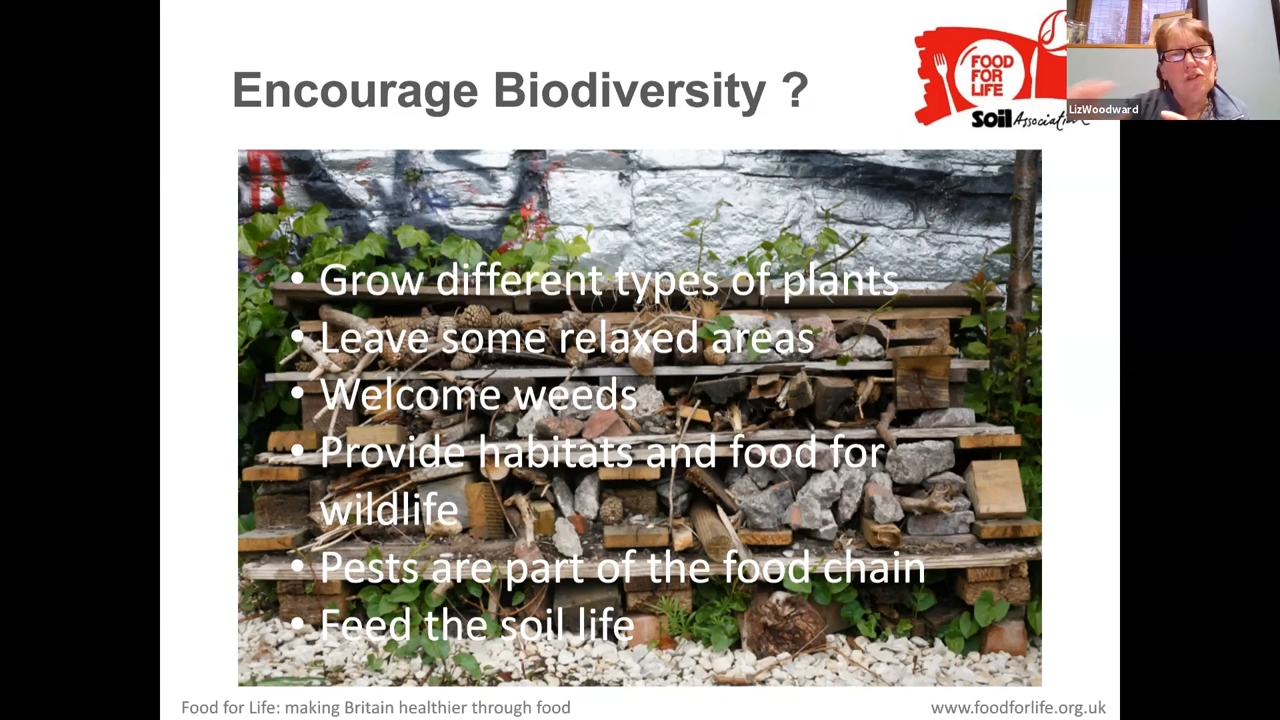 Encourage Biodiversity ?
FOOD
FOR
LIFE
Soil Association
LizWoodward
• Grow different types of plants
• Leave some relaxed areas
• Welcome weeds
• Provide habitats and food for
wildlife
• Pests are part of the food chain
• Feed the soil life
Food for Life: making Britain healthier through food
www.foodforlife.org.uk